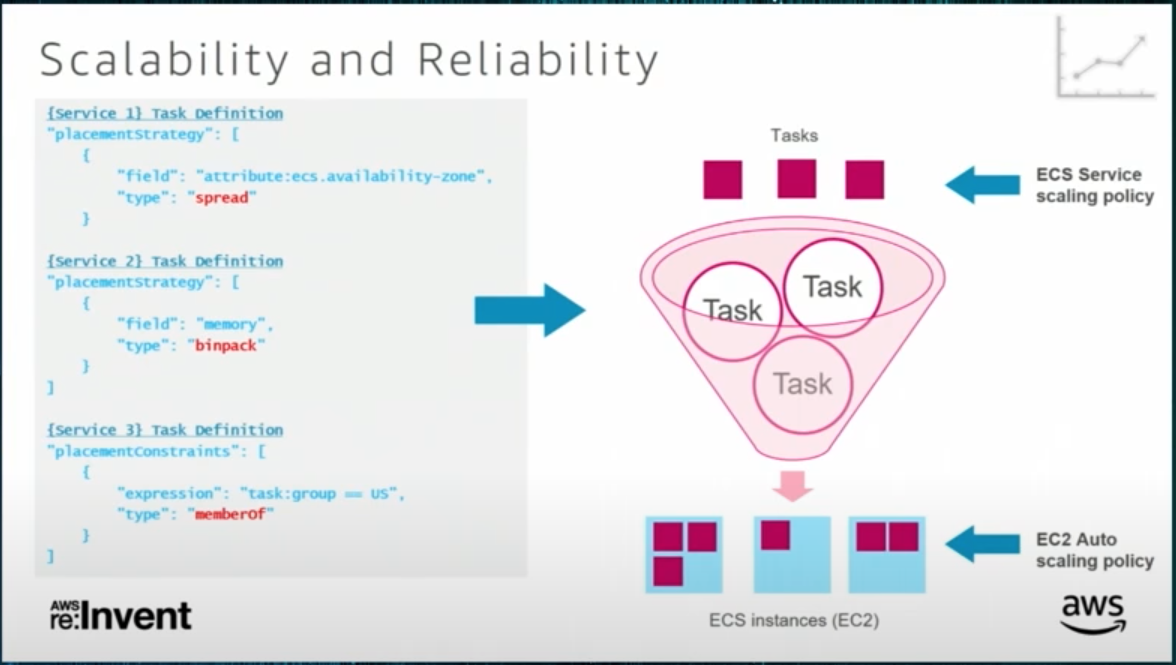 Scalability and Reliability
{Service 1} Task Definition
"placementStrategy": [
{
"field": "attribute:ecs.availability-zone",
"type": "spread"
}
{Service 2} Task Definition
"placementStrategy": [
{
"field": "memory",
"type": "binpack"
}
]
{Service 3} Task Definition
"placementConstraints": [
{
"expression": "task:group == US",
"type": "memberOf"
}
]
Tasks
ECS Service
scaling policy
Task
Task
Task
EC2 Auto
scaling policy
ECS instances (EC2)
AWS
re:Invent
aws